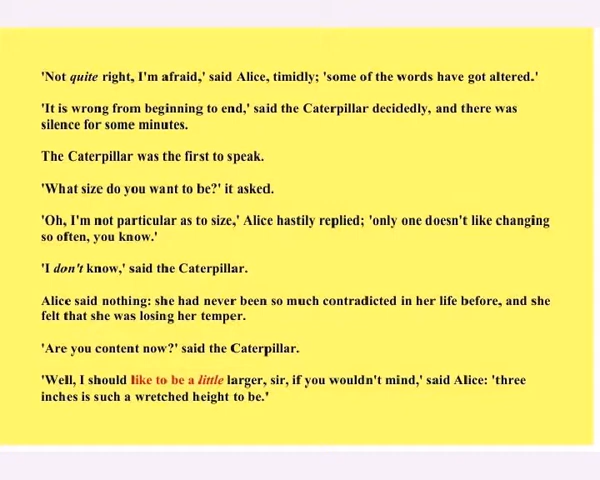 'Not quite right, I'm afraid,' said Alice, timidly; 'some of the words have got altered.'
'It is wrong from beginning to end,' said the Caterpillar decidedly, and there was
silence for some minutes.
The Caterpillar was the first to speak.
'What size do you want to be?' it asked.
'Oh, I'm not particular as to size,' Alice hastily replied; 'only one doesn't like changing
so often, you know.'
'I don't know,' said the Caterpillar.
Alice said nothing: she had never been so much contradicted in her life before, and she
felt that she was losing her temper.
'Are you content now?' said the Caterpillar.
'Well, I should like to be a little larger, sir, if you wouldn't mind,' said Alice: 'three
inches is such a wretched height to be.'